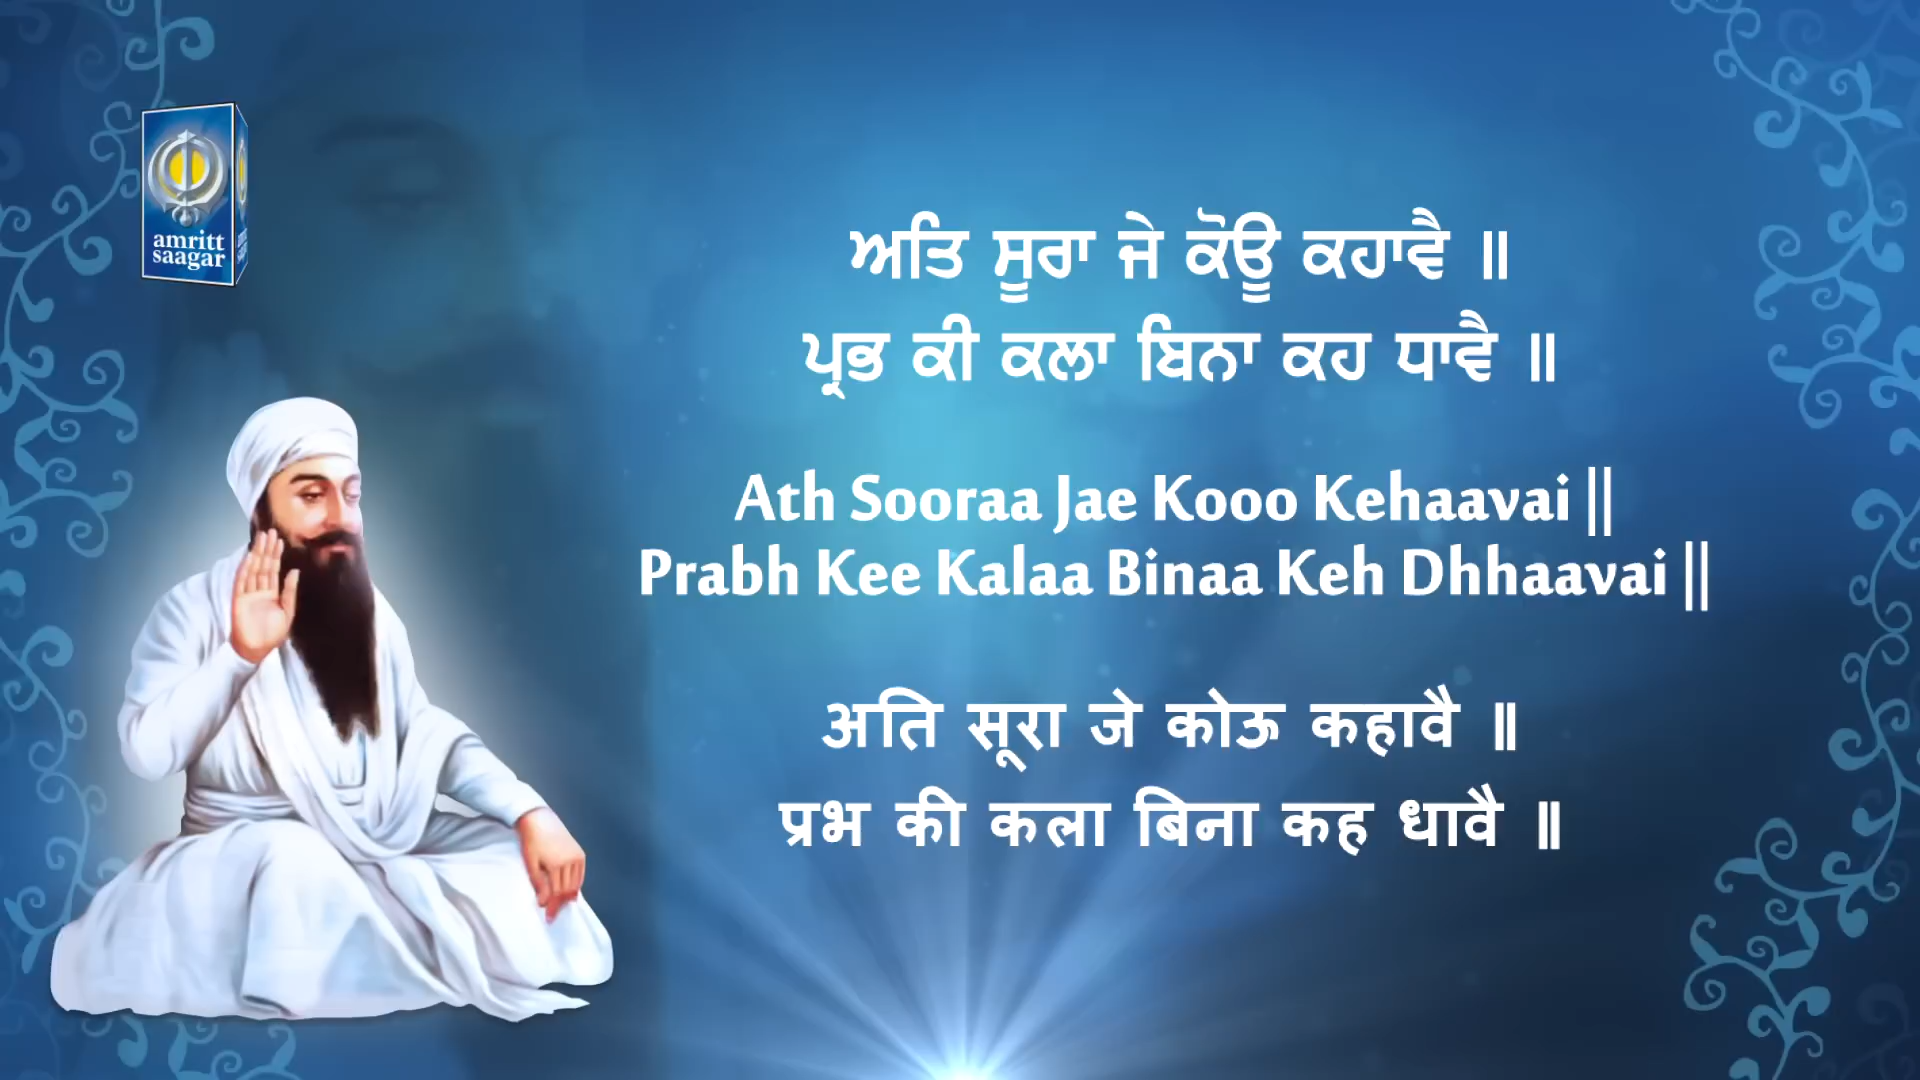 amritt
saagar
ਅਤਿ ਸੂਰਾ ਜੇ ਕੋਊ ਕਹਾਵੈ ॥
ਪ੍ਰਭ ਕੀ ਕਲਾ ਬਿਨਾ ਕਹ ਧਾਵੈ ॥
Ath Sooraa Jae Kooo Kehaavai ||
Prabh Kee Kalaa Binaa Keh Dhhaavai ||
अति सूरा जे कोऊ कहावै ॥
प्रभ की कला बिना कह धावै ॥